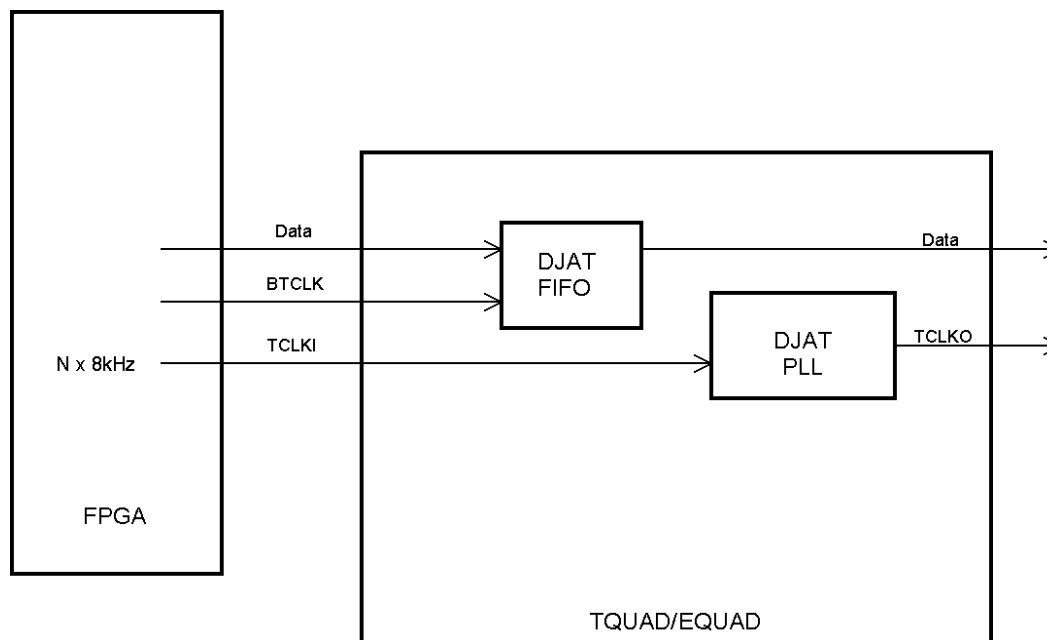 Data
BTCLK
TCLKI
N x 8kHz
FPGA
DJAT
FIFO
Data
DJAT
PLL
TCLKO
TQUAD/EQUAD